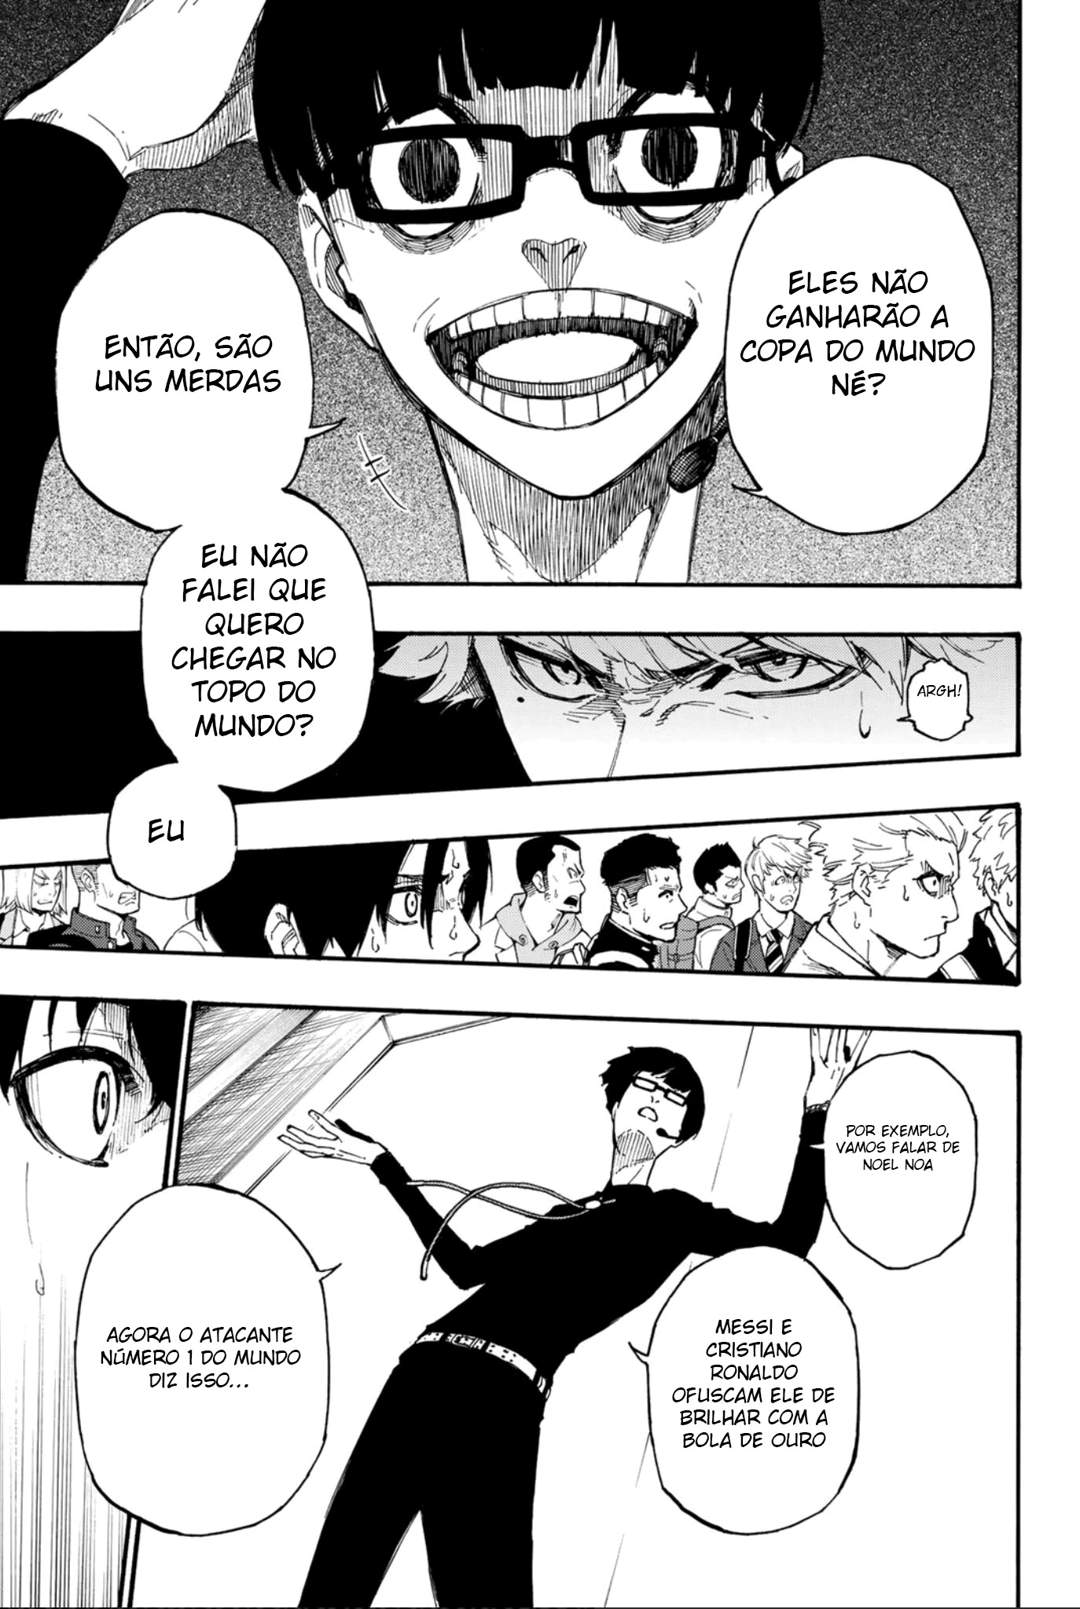 ELES NÃO
GANHARÃO A
COPA DO MUNDO
NÉ?
ENTÃO, SÃO
UNS MERDAS
EU NÃO
FALEI QUE
QUERO
CHEGAR NO
TOPO DO
MUNDO?
ARGH!
EU
POR EXEMPLO,
VAMOS FALAR DE
NOEL NOA
MESSI E
CRISTIANO
RONALDO
OFUSCAM ELE DE
BRILHAR COM A
BOLA DE OURO
AGORA O ATACANTE
NÚMERO 1 DO MUNDO
DIZ ISSO...